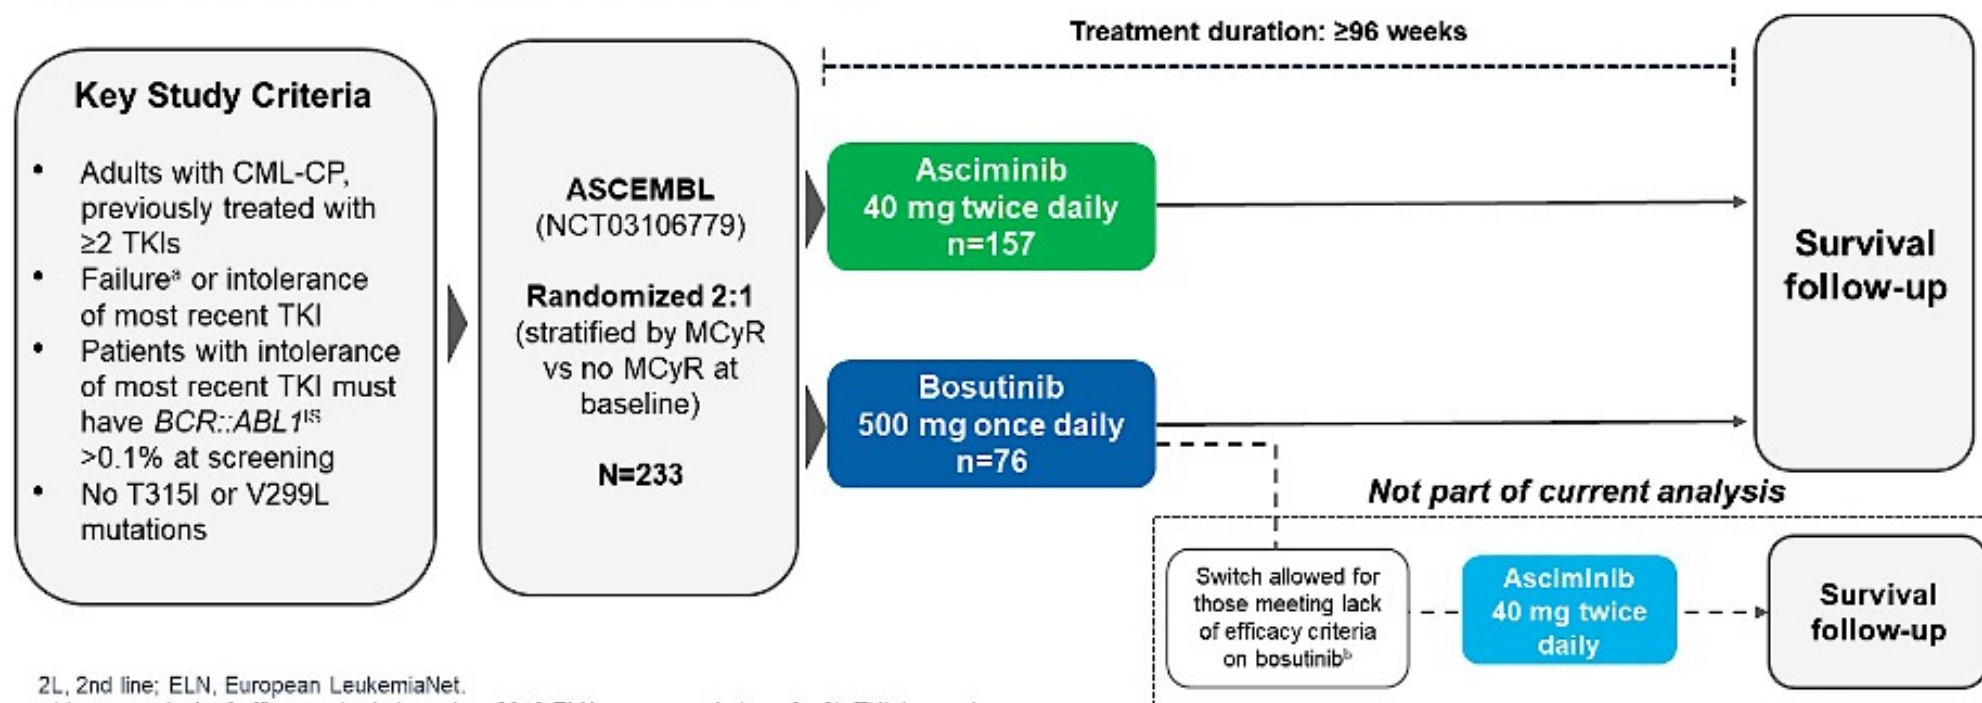 Key Study Criteria
• Adults with CML-CP,
previously treated with
≥2 TKIs
• Failureᵃ or intolerance
of most recent TKI
• Patients with intolerance
of most recent TKI must
have BCR::ABL1ᴵˢ
>0.1% at screening
• No T315I or V299L
mutations
ASCEMBL
(NCT03106779)
Randomized 2:1
(stratified by MCyR
vs no MCyR at
baseline)
N=233
Treatment duration: ≥96 weeks
Asciminib
40 mg twice daily
n=157
Bosutinib
500 mg once daily
n=76
Survival
follow-up
Not part of current analysis
Switch allowed for
those meeting lack
of efficacy criteria
on bosutinibᵇ
Asciminib
40 mg twice
daily
Survival
follow-up
2L, 2nd line; ELN, European LeukemiaNet.